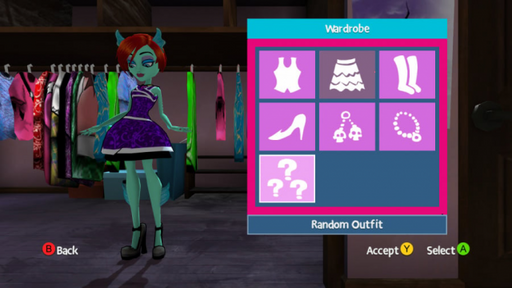 Wardrobe
? ? ?
Random Outfit
B Back
Accept Y
Select A